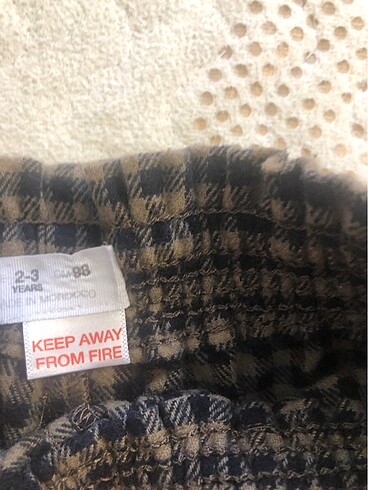 2-3
YEARS
98
MADE IN MOROCCO
KEEP AWAY
FROM FIRE